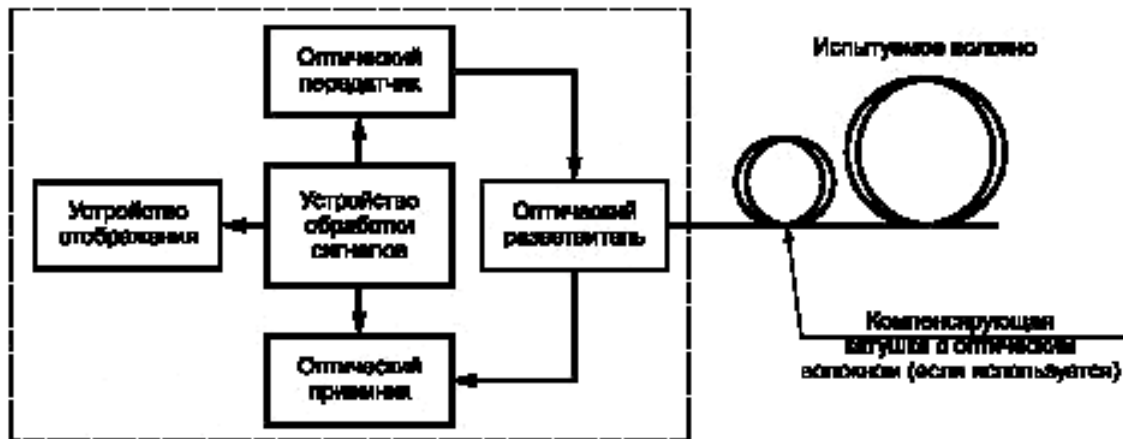 Оптический
передатчик
Испытуемое волокно
Устройство
отображения
Устройство
обработки
сигналов
Оптический
разветвитель
Оптический
приемник
Компенсирующая
катушка с оптическим
волокном (если используется)